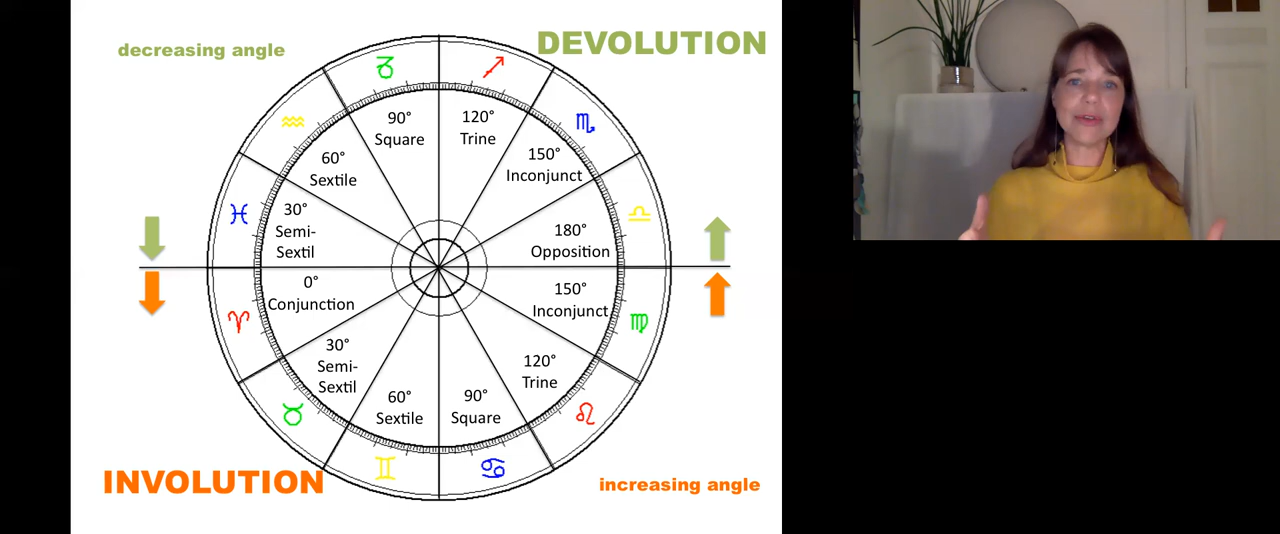 decreasing angle
DEVOLUTION
90°
Square
120°
Trine
60°
Sextile
150°
Inconjunct
30°
Semi-
Sextil
180°
Opposition
0°
Conjunction
150°
Inconjunct
30°
Semi-
Sextil
120°
Trine
60°
Sextile
90°
Square
INVOLUTION
increasing angle